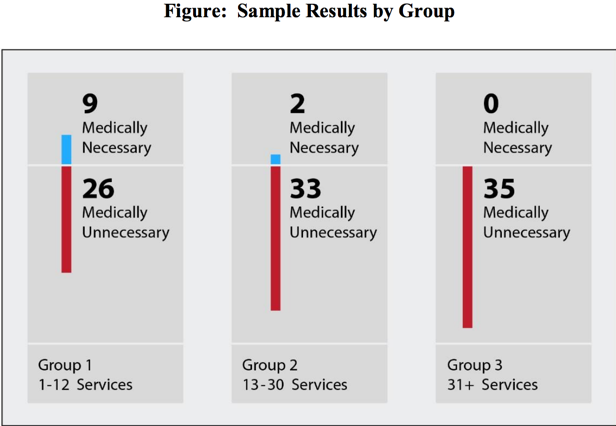 Figure: Sample Results by Group
9
Medically
Necessary
26
Medically
Unnecessary
Group 1
1-12 Services
2
Medically
Necessary
33
Medically
Unnecessary
Group 2
13-30 Services
0
Medically
Necessary
35
Medically
Unnecessary
Group 3
31+ Services